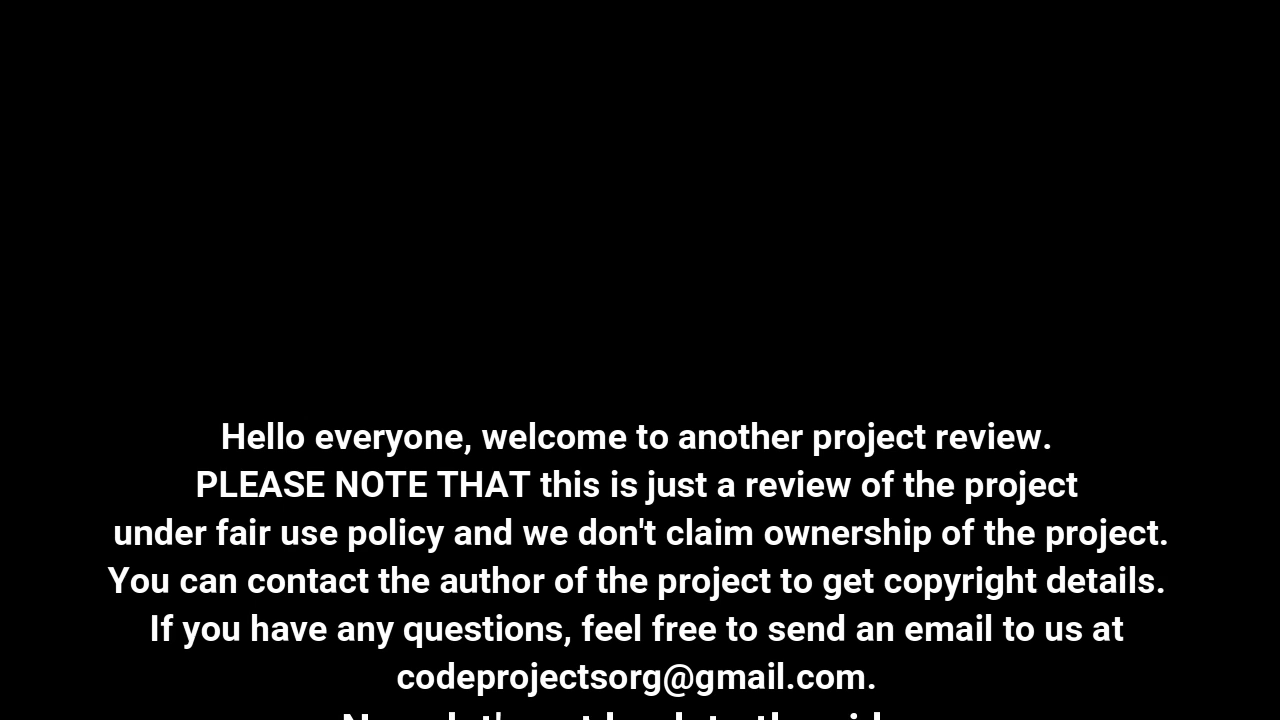 Hello everyone, welcome to another project review.
PLEASE NOTE THAT this is just a review of the project
under fair use policy and we don't claim ownership of the project.
You can contact the author of the project to get copyright details.
If you have any questions, feel free to send an email to us at
codeprojectsorg@gmail.com.